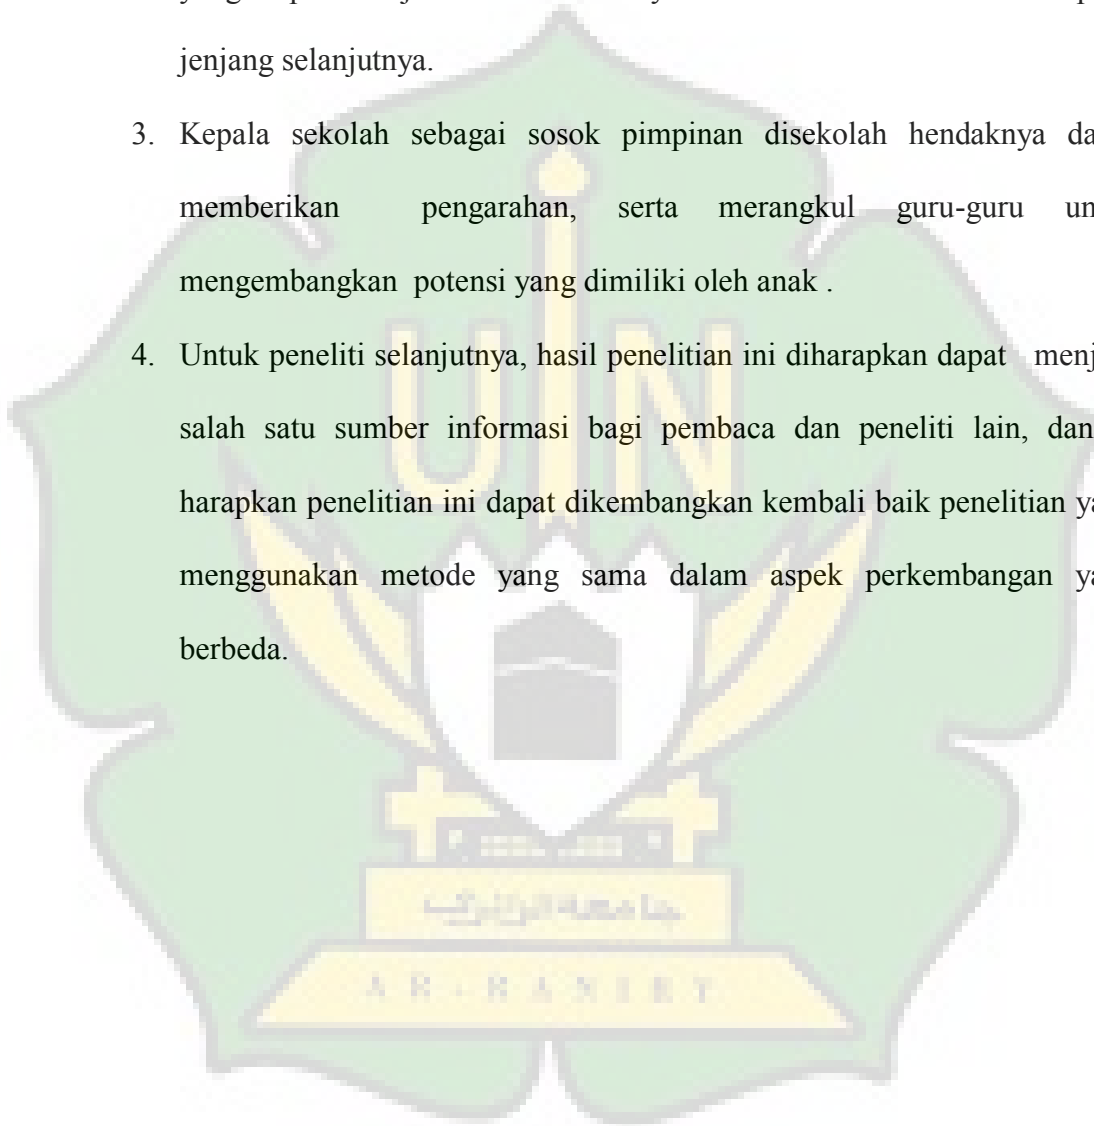 jenjang selanjutnya.
3. Kepala sekolah sebagai sosok pimpinan disekolah hendaknya da
memberikan pengarahan, serta merangkul guru-guru un
mengembangkan potensi yang dimiliki oleh anak .
4. Untuk peneliti selanjutnya, hasil penelitian ini diharapkan dapat menj
salah satu sumber informasi bagi pembaca dan peneliti lain, dan
harapkan penelitian ini dapat dikembangkan kembali baik penelitian ya
menggunakan metode yang sama dalam aspek perkembangan ya
berbeda.
UIN
جامعة الرانيري
AR-RANIRY